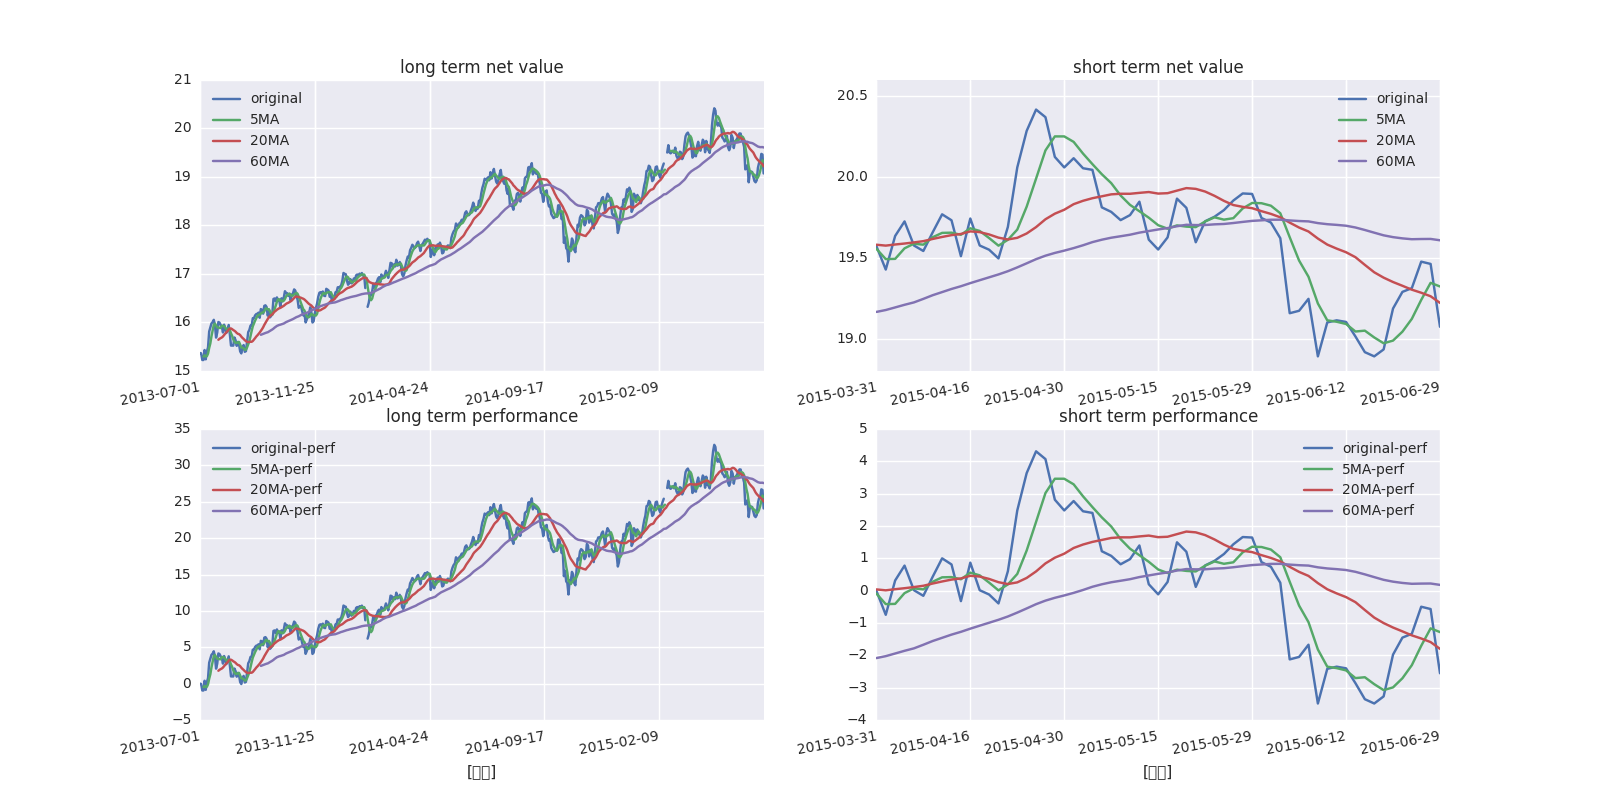 long term net value
21
20
19
18
17
16
15
original
5MA
20MA
60MA
2013-07-01
2013-11-25
2014-04-24
2014-09-17
2015-02-09
short term net value
20.5
20.0
19.5
19.0
original
5MA
20MA
60MA
2015-03-31
2015-04-16
2015-04-30
2015-05-15
2015-05-29
2015-06-12
2015-06-29
long term performance
35
30
25
20
15
10
5
0
−5
original-perf
5MA-perf
20MA-perf
60MA-perf
2013-07-01
2013-11-25
2014-04-24
2014-09-17
2015-02-09
short term performance
5
4
3
2
1
0
−1
−2
−3
−4
original-perf
5MA-perf
20MA-perf
60MA-perf
2015-03-31
2015-04-16
2015-04-30
2015-05-15
2015-05-29
2015-06-12
2015-06-29